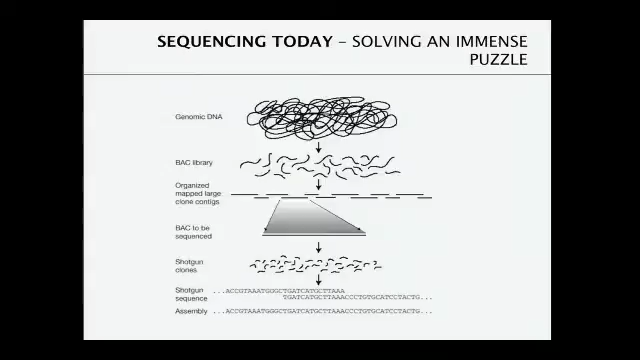 SEQUENCING TODAY – SOLVING AN IMMENSE
PUZZLE
Genomic DNA
BAC library
Organized
mapped large
clone contigs
BAC to be
sequenced
Shotgun
clones
Shotgun
sequence
...ACCGTAAATGGGCTGATCATGCTTAAA
TGATCATGCTTAAACCCTGTGCATCCTACTG...
Assembly
...ACCGTAAATGGGCTGATCATGCTTAAACCCTGTGCATCCTACTG...